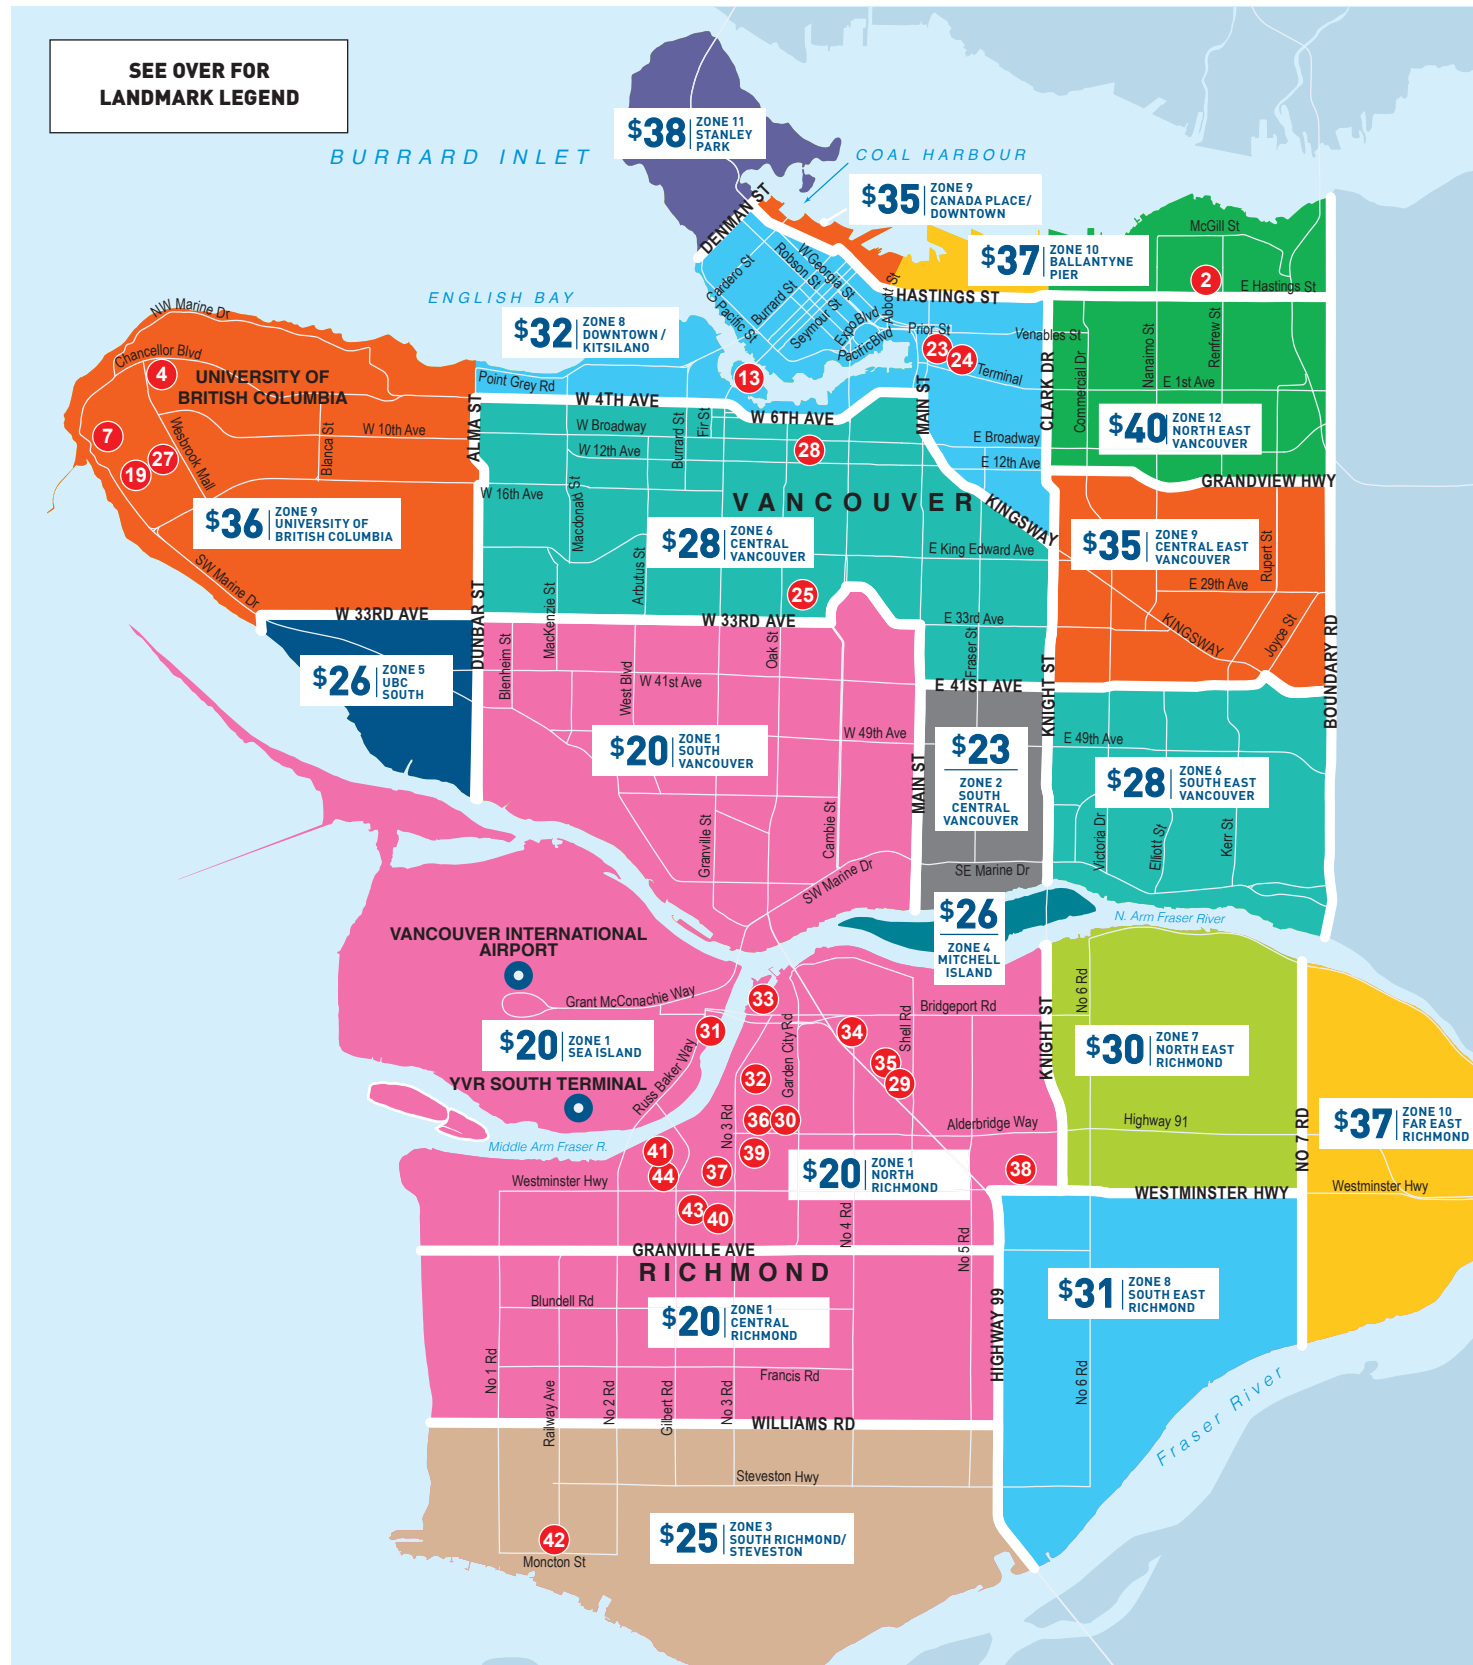 SEE OVER FOR
LANDMARK LEGEND
BURRARD INLET
$38
ZONE 11
STANLEY
PARK
COAL HARBOUR
$35
ZONE 9
CANADA PLACE/
DOWNTOWN
DENMAN ST
$37
ZONE 10
BALLANTYNE
PIER
McGill St
2
E Hastings St
HASTINGS ST
ENGLISH BAY
$32
ZONE 8
DOWNTOWN /
KITSILANO
W Georgia St
Robson St
Cardero St
Burrard St
Pacific St
Seymour St
Expo Blvd
Pacific Blvd
Abbott St
Prior St
Venables St
23
24
Terminal
13
NW Marine Dr
Chancellor Blvd
4
UNIVERSITY OF
BRITISH COLUMBIA
7
19
27
Wesbrook Mall
Blanca St
W 10th Ave
$36
ZONE 9
UNIVERSITY OF
BRITISH COLUMBIA
SW Marine Dr
Point Grey Rd
W 4TH AVE
W 6TH AVE
ALMA ST
MAIN ST
CLARK DR
Commercial Dr
Nanaimo St
Renfrew St
E 1st Ave
$40
ZONE 12
NORTH EAST
VANCOUVER
W Broadway
W 12th Ave
Burrard St
Fir St
28
E Broadway
E 12th Ave
GRANDVIEW HWY
W 16th Ave
Macdonald St
VANCOUVER
KINGSWAY
$28
ZONE 6
CENTRAL
VANCOUVER
Arbutus St
E King Edward Ave
$35
ZONE 9
CENTRAL EAST
VANCOUVER
Rupert St
E 29th Ave
25
W 33RD AVE
W 33RD AVE
E 33rd Ave
KINGSWAY
Joyce St
DUNBAR ST
MacKenzie St
Blenheim St
Oak St
Fraser St
$26
ZONE 5
UBC
SOUTH
West Blvd
W 41st Ave
E 41ST AVE
KNIGHT ST
BOUNDARY RD
$20
ZONE 1
SOUTH
VANCOUVER
W 49th Ave
$23
ZONE 2
SOUTH
CENTRAL
VANCOUVER
E 49th Ave
MAIN ST
$28
ZONE 6
SOUTH EAST
VANCOUVER
Granville St
Cambie St
Victoria Dr
Elliott St
Kerr St
SW Marine Dr
SE Marine Dr
$26
ZONE 4
MITCHELL
ISLAND
N. Arm Fraser River
VANCOUVER INTERNATIONAL
AIRPORT
Grant McConachie Way
33
31
34
35
29
Bridgeport Rd
Shell Rd
Garden City Rd
KNIGHT ST
No 6 Rd
$20
ZONE 1
SEA ISLAND
YVR SOUTH TERMINAL
Russ Baker Way
32
36
30
No 3 Rd
39
$30
ZONE 7
NORTH EAST
RICHMOND
Alderbridge Way
Highway 91
NO 7 RD
$37
ZONE 10
FAR EAST
RICHMOND
Middle Arm Fraser R.
41
44
37
Westminster Hwy
$20
ZONE 1
NORTH
RICHMOND
38
WESTMINSTER HWY
Westminster Hwy
43
40
No 4 Rd
No 5 Rd
GRANVILLE AVE
RICHMOND
Blundell Rd
$20
ZONE 1
CENTRAL
RICHMOND
$31
ZONE 8
SOUTH EAST
RICHMOND
HIGHWAY 99
No 1 Rd
Railway Ave
No 2 Rd
Gilbert Rd
No 3 Rd
Francis Rd
No 6 Rd
WILLIAMS RD
Fraser River
Steveston Hwy
42
Moncton St
$25
ZONE 3
SOUTH RICHMOND/
STEVESTON